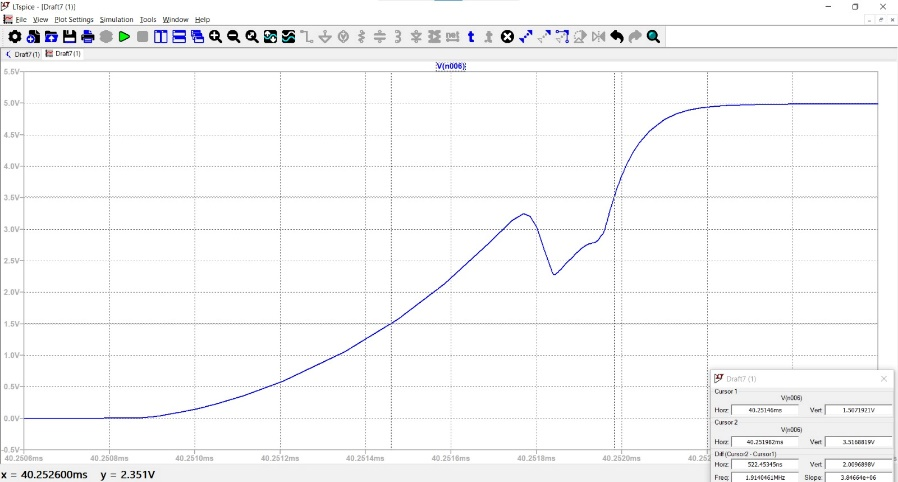 LTspice - [Draft7 (1)]
File View Plot Settings Simulation Tools Window Help
Draft7(1) Draft7(1)
V(n006)
5.5V
5.0V
4.5V
4.0V
3.5V
3.0V
2.5V
2.0V
1.5V
1.0V
0.5V
0.0V
-0.5V
40.2506ms 40.2508ms 40.2510ms 40.2512ms 40.2514ms 40.2516ms 40.2518ms 40.2520ms 40.252
Draft7 (1)
Cursor 1
V(n006)
Horz: 40.25146ms Vert: 1.5071921V
Cursor 2
V(n006)
Horz: 40.251982ms Vert: 3.5168819V
Diff (Cursor2 - Cursor1)
Horz: 522.45345ns Vert: 2.0096898V
Freq: 1.9140461MHz Slope: 3.84664e+06
x = 40.252600ms y = 2.351V